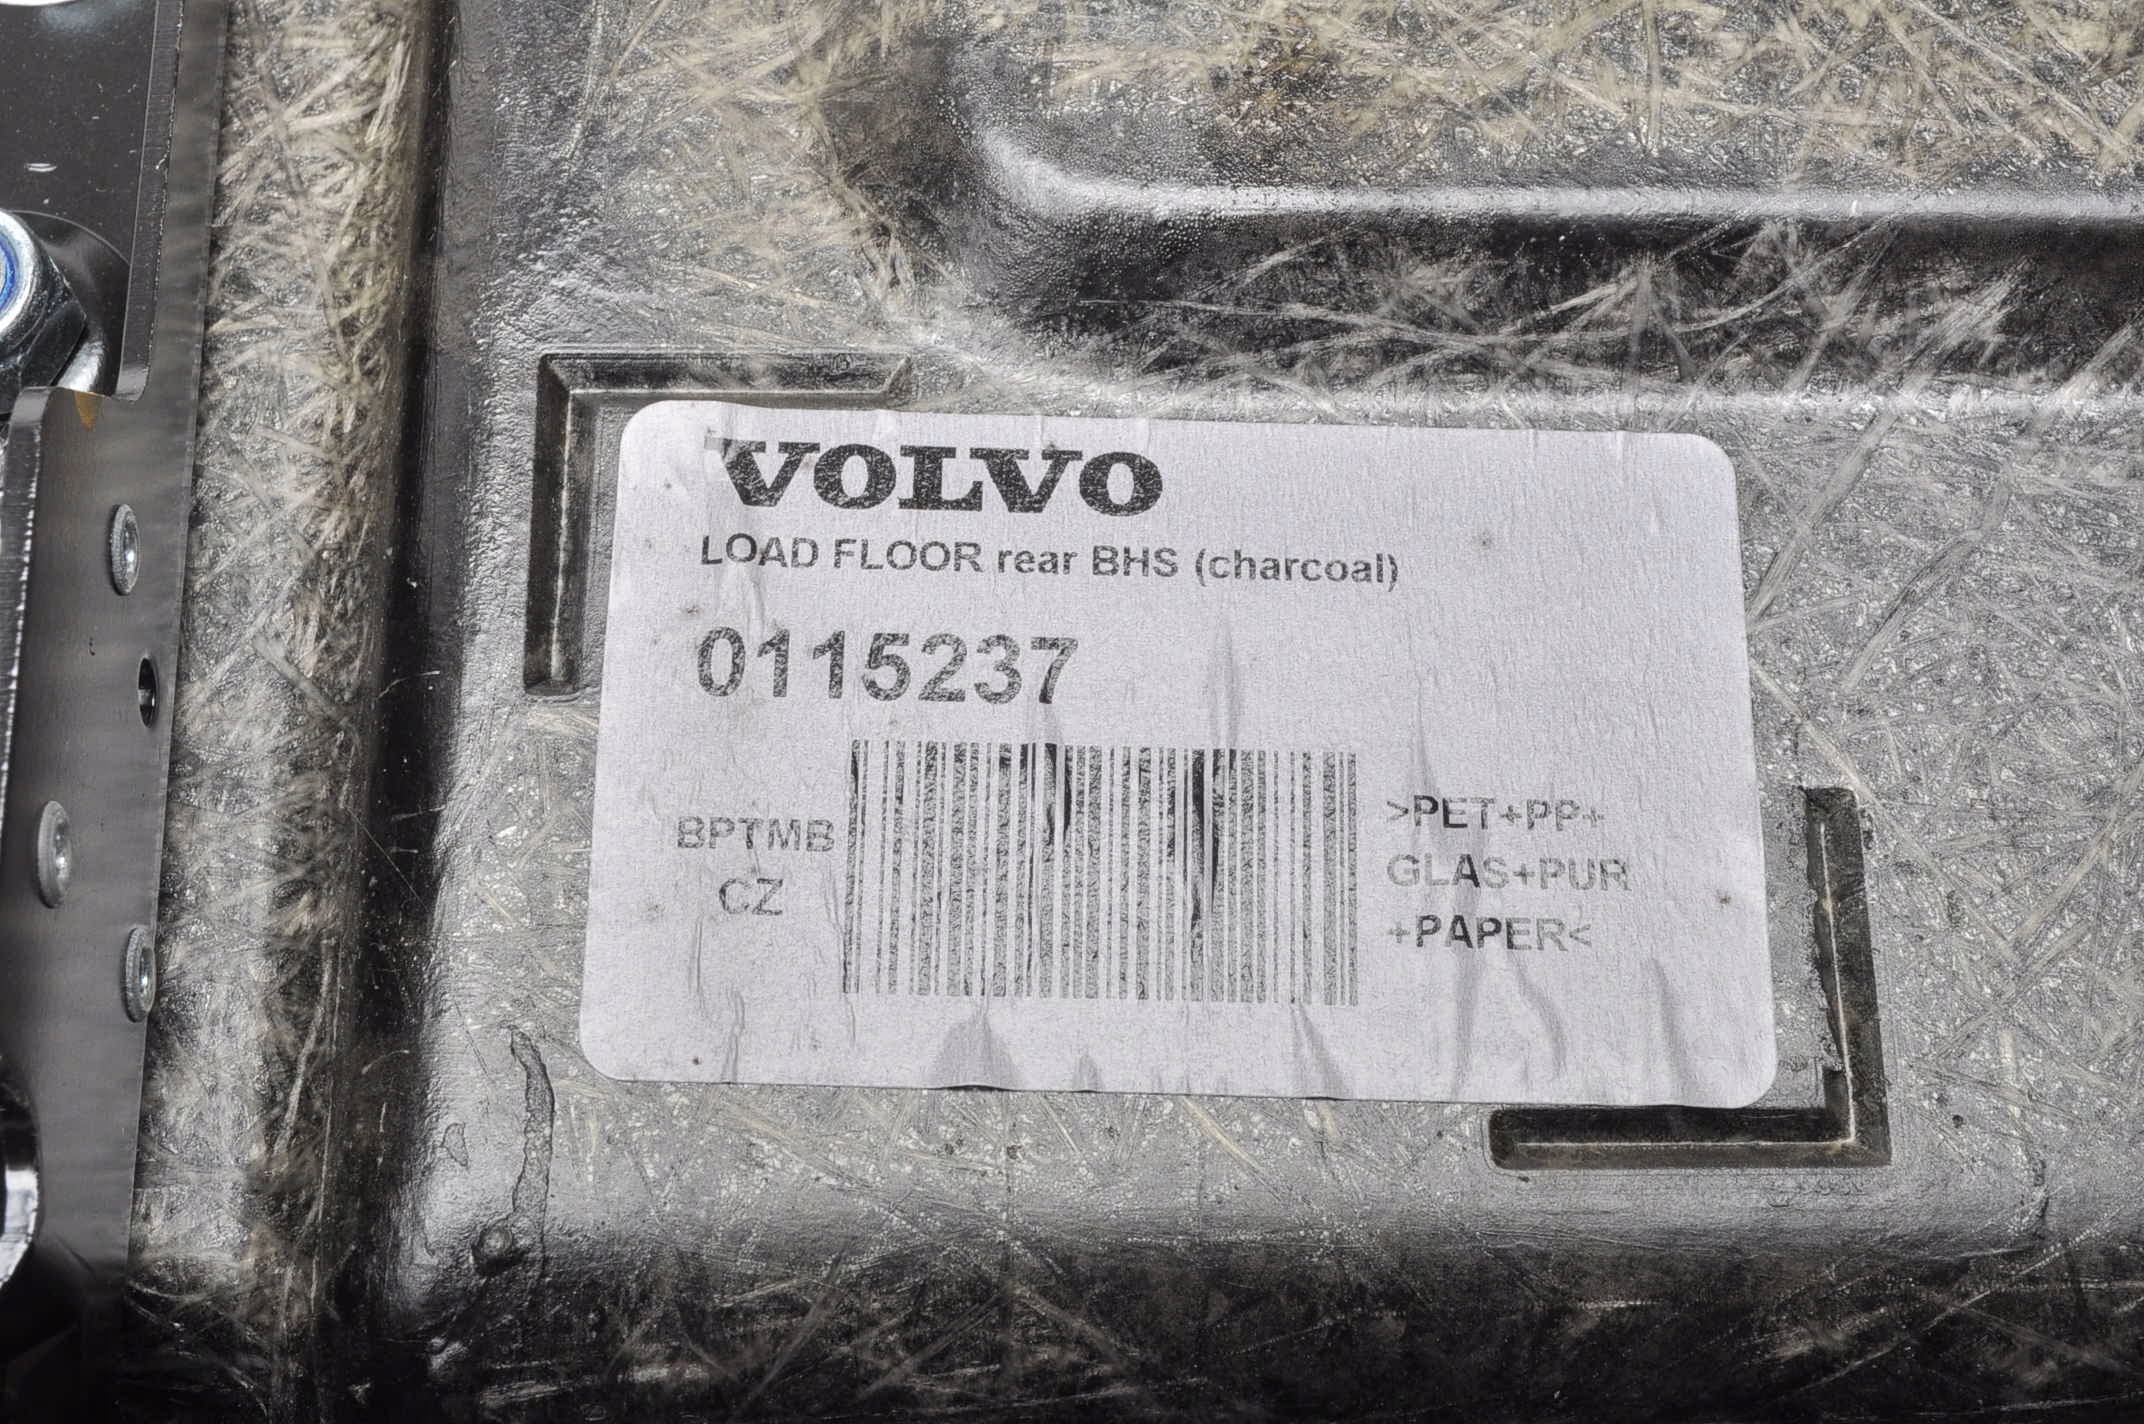 VOLVO
LOAD FLOOR rear BHS (charcoal)
0115237
BPTMB
CZ
>PET+PP+
GLAS+PUR
+PAPER<